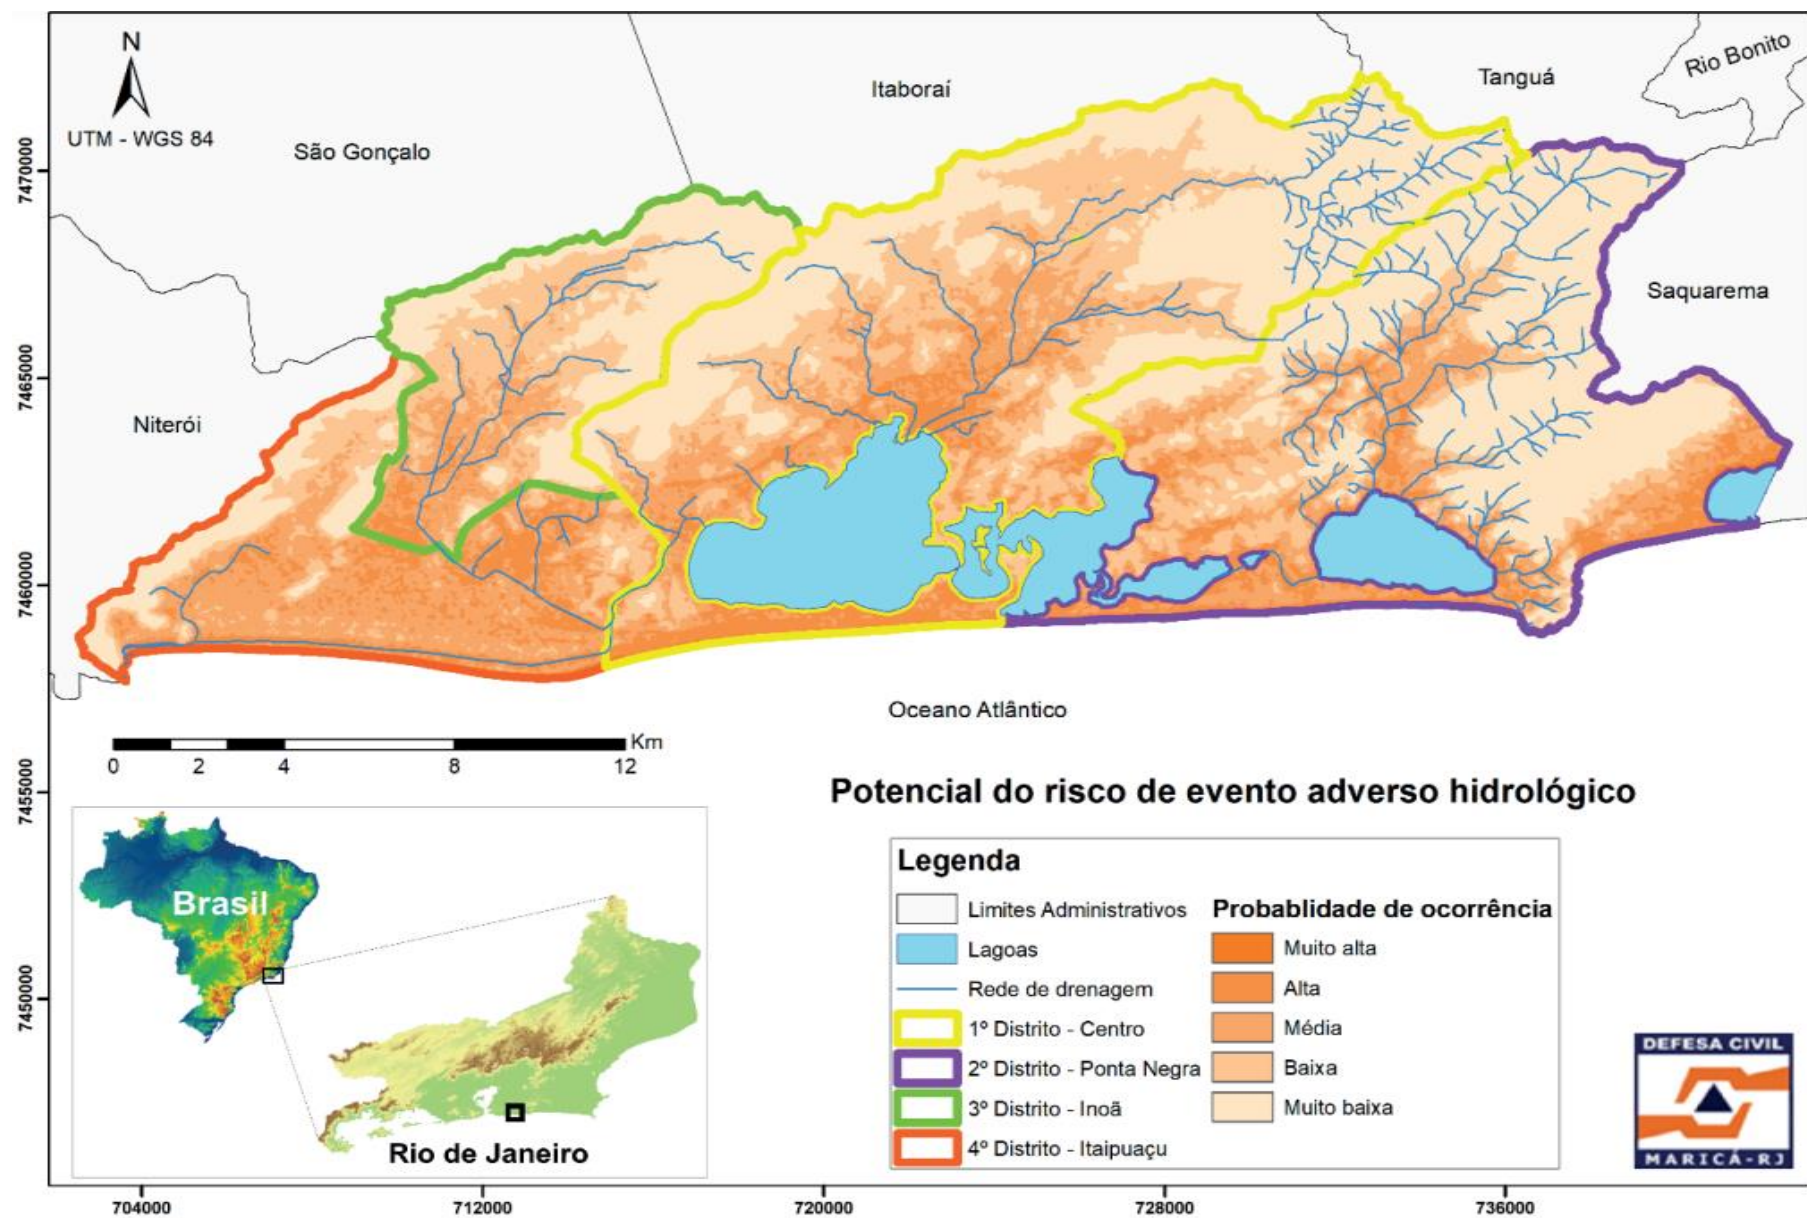 N
UTM - WGS 84
São Gonçalo
Itaboraí
Tanguá
Rio Bonito
Saquarema
Niterói
Oceano Atlântico
7470000
7465000
7460000
7455000
7450000
Km
0 2 4 8 12
Potencial do risco de evento adverso hidrológico
Brasil
Rio de Janeiro
Legenda
Limites Administrativos
Lagoas
Rede de drenagem
1º Distrito - Centro
2º Distrito - Ponta Negra
3º Distrito - Inoã
4º Distrito - Itaipuaçu
Probablidade de ocorrência
Muito alta
Alta
Média
Baixa
Muito baixa
DEFESA CIVIL
MARICÁ-RJ
704000 712000 720000 728000 736000